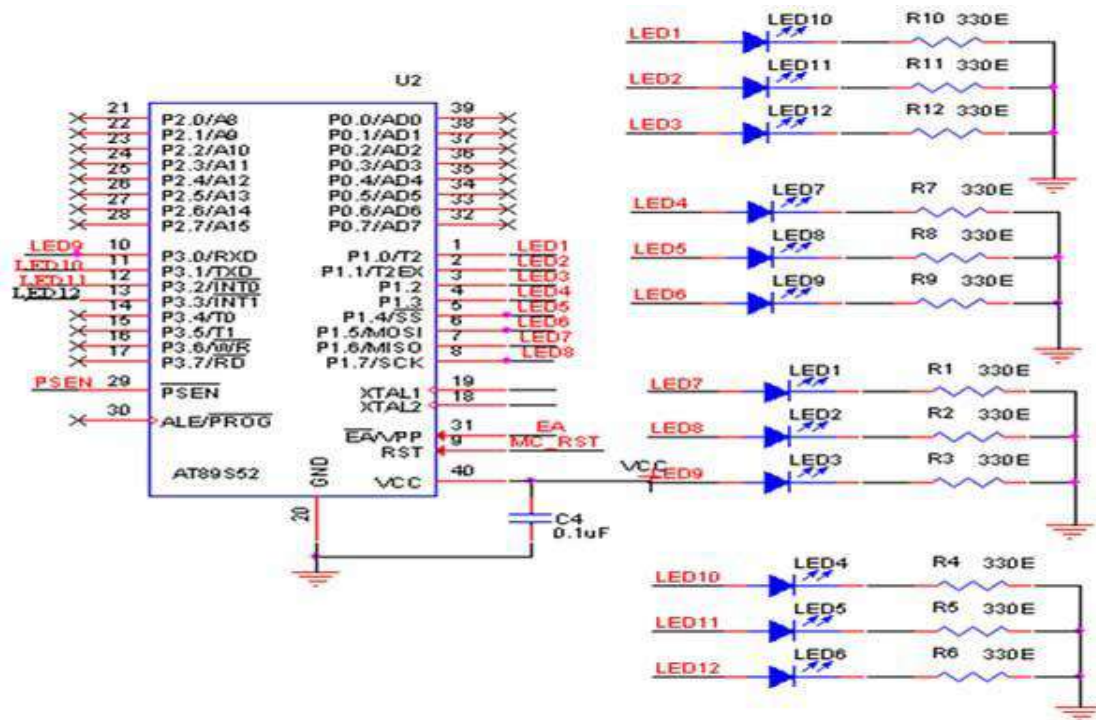 U2
21 P2.0/A8 P0.0/AD0 39
22 P2.1/A9 P0.1/AD1 38
23 P2.2/A10 P0.2/AD2 37
24 P2.3/A11 P0.3/AD3 36
25 P2.4/A12 P0.4/AD4 35
26 P2.5/A13 P0.5/AD5 34
27 P2.6/A14 P0.6/AD6 33
28 P2.7/A15 P0.7/AD7 32
LED9 10 P3.0/RXD P1.0/T2 1 LED1
LED10 11 P3.1/TXD P1.1/T2EX 2 LED2
LED11 12 P3.2/INT0 P1.2 3 LED3
LED12 13 P3.3/INT1 P1.3 4 LED4
14 P3.4/T0 P1.4/SS 5 LED5
15 P3.5/T1 P1.5/MOSI 6 LED6
16 P3.6/WR P1.6/MISO 7 LED7
17 P3.7/RD P1.7/SCK 8 LED8
PSEN 29 PSEN XTAL1 19
XTAL2 18
30 ALE/PROG
EA/VPP 31 EA
RST 9 MC_RST
AT89S52 GND VCC 40 VCC
20
C4
0.1uF
LED1 LED10 R10 330E
LED2 LED11 R11 330E
LED3 LED12 R12 330E
LED4 LED7 R7 330E
LED5 LED8 R8 330E
LED6 LED9 R9 330E
LED7 LED1 R1 330E
LED8 LED2 R2 330E
LED9 LED3 R3 330E
LED10 LED4 R4 330E
LED11 LED5 R5 330E
LED12 LED6 R6 330E